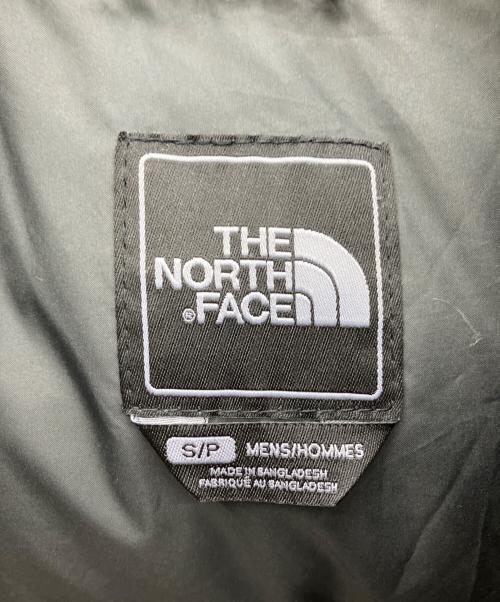 THE
NORTH
®FACE
S/P MENS/HOMMES
MADE IN BANGLADESH
FABRIQUÉ AU BANGLADESH